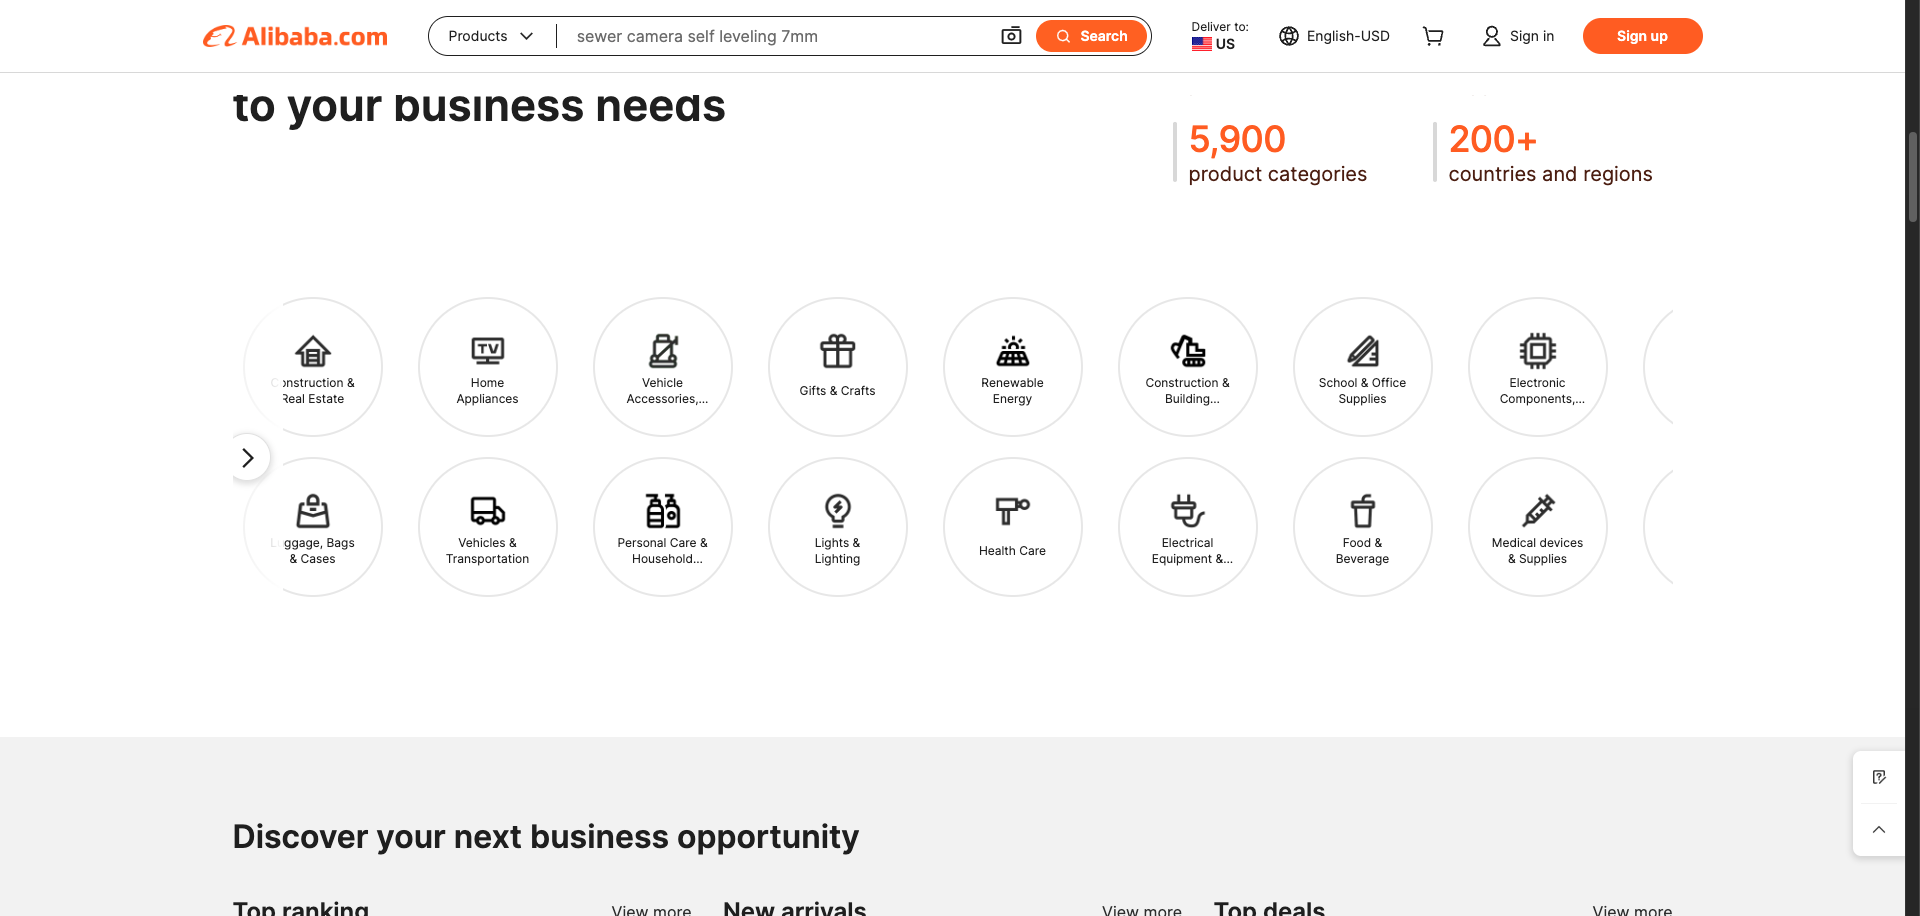 Alibaba.com
Products
sewer camera self leveling 7mm
Search
Deliver to:
US
English-USD
Sign in
Sign up
to your business needs
5,900
product categories
200+
countries and regions
Construction &
Real Estate
TV
Home
Appliances
Vehicle
Accessories,...
Gifts & Crafts
Renewable
Energy
Construction &
Building...
School & Office
Supplies
Electronic
Components,...
Luggage, Bags
& Cases
Vehicles &
Transportation
Personal Care &
Household...
Lights &
Lighting
Health Care
Electrical
Equipment &...
Food &
Beverage
Medical devices
& Supplies
Discover your next business opportunity
Top ranking
View more
New arrivals
View more
Top deals
View more